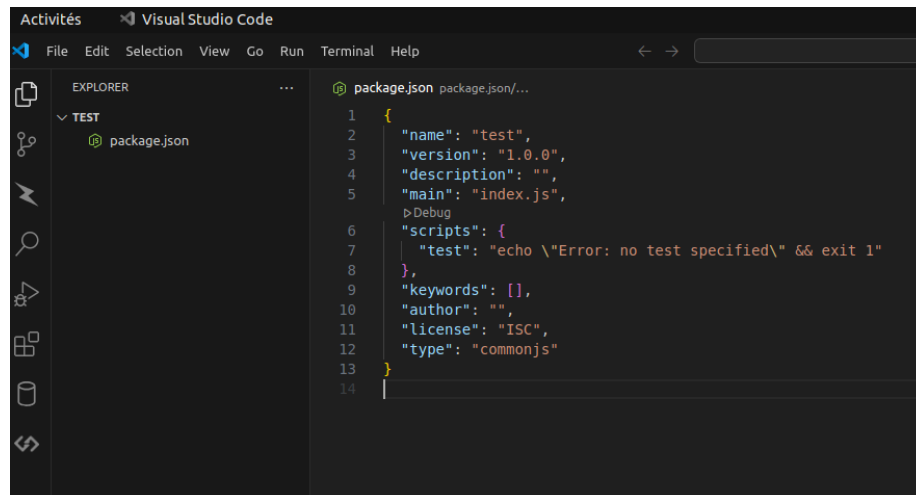 Activités Visual Studio Code
File Edit Selection View Go Run Terminal Help
EXPLORER ...
TEST
package.json
package.json package.json/...
1 {
2 "name": "test",
3 "version": "1.0.0",
4 "description": "",
5 "main": "index.js",
Debug
6 "scripts": {
7 "test": "echo \"Error: no test specified\" && exit 1"
8 },
9 "keywords": [],
10 "author": "",
11 "license": "ISC",
12 "type": "commonjs"
13 }
14